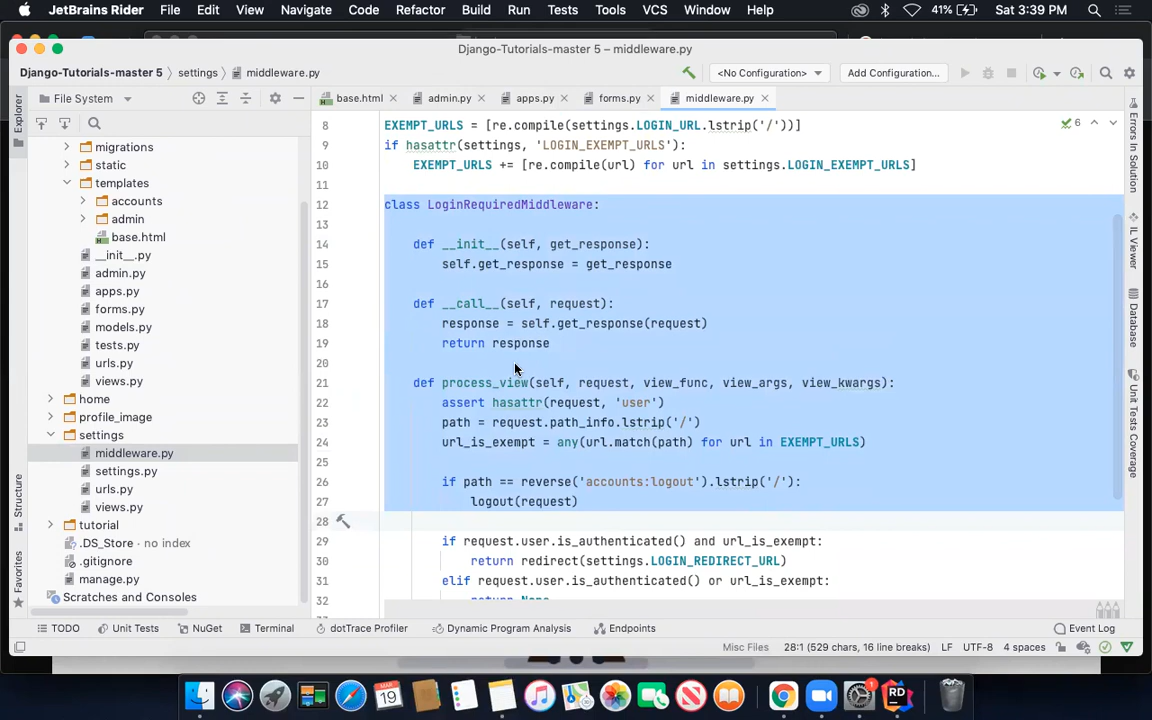 JetBrains Rider File Edit View Navigate Code Refactor Build Run Tests Tools VCS Window Help 41% Sat 3:39 PM
Django-Tutorials-master 5 – middleware.py
Django-Tutorials-master 5 settings middleware.py <No Configuration> Add Configuration...
Explorer
File System
base.html admin.py apps.py forms.py middleware.py
migrations
static
templates
accounts
admin
base.html
__init__.py
admin.py
apps.py
forms.py
models.py
tests.py
urls.py
views.py
home
profile_image
settings
middleware.py
settings.py
urls.py
views.py
tutorial
.DS_Store - no index
.gitignore
manage.py
Scratches and Consoles
Structure
Favorites
8 EXEMPT_URLS = [re.compile(settings.LOGIN_URL.lstrip('/'))]
9 if hasattr(settings, 'LOGIN_EXEMPT_URLS'):
10 EXEMPT_URLS += [re.compile(url) for url in settings.LOGIN_EXEMPT_URLS]
11
12 class LoginRequiredMiddleware:
13
14 def __init__(self, get_response):
15 self.get_response = get_response
16
17 def __call__(self, request):
18 response = self.get_response(request)
19 return response
20
21 def process_view(self, request, view_func, view_args, view_kwargs):
22 assert hasattr(request, 'user')
23 path = request.path_info.lstrip('/')
24 url_is_exempt = any(url.match(path) for url in EXEMPT_URLS)
25
26 if path == reverse('accounts:logout').lstrip('/'):
27 logout(request)
28
29 if request.user.is_authenticated() and url_is_exempt:
30 return redirect(settings.LOGIN_REDIRECT_URL)
31 elif request.user.is_authenticated() or url_is_exempt:
32 return None
6
Errors In Solution
IL Viewer
Database
Unit Tests Coverage
TODO Unit Tests NuGet Terminal dotTrace Profiler Dynamic Program Analysis Endpoints Event Log
Misc Files 28:1 (529 chars, 16 line breaks) LF UTF-8 4 spaces
MAR
19
1
RD